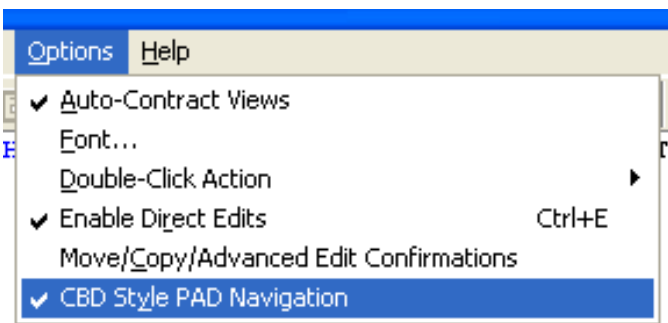 Options Help
Auto-Contract Views
Font...
Double-Click Action
Enable Direct Edits Ctrl+E
Move/Copy/Advanced Edit Confirmations
CBD Style PAD Navigation